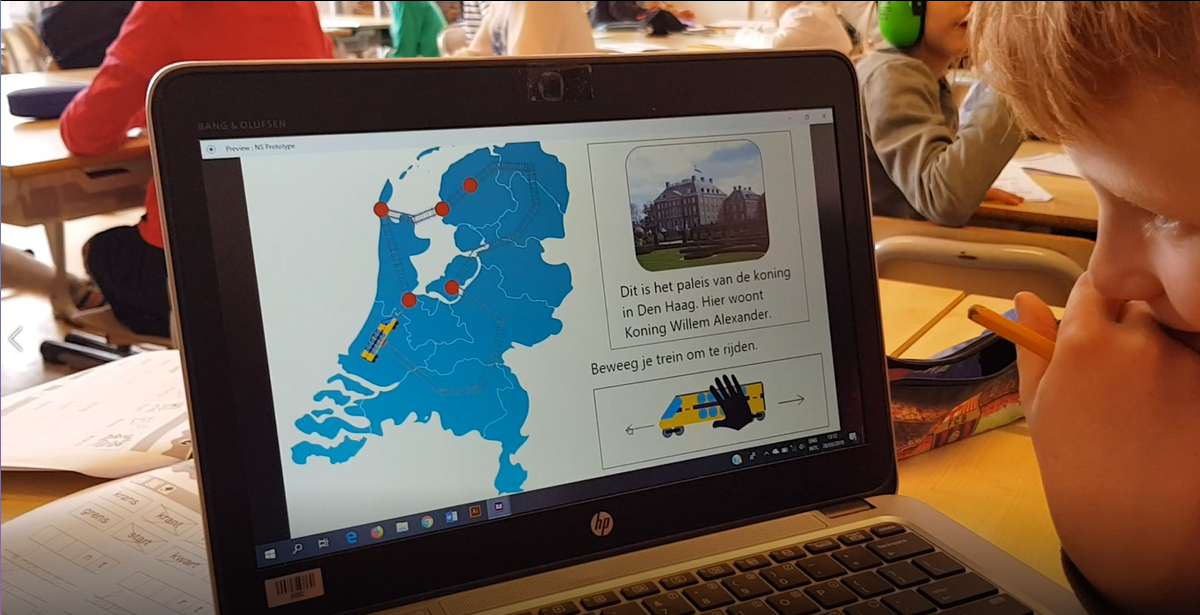 BANG & OLUFSEN
Preview | NS Prototype
Dit is het paleis van de koning
in Den Haag. Hier woont
Koning Willem Alexander.
Beweeg je trein om te rijden.
hp
krans
krant
grens
start
kwart